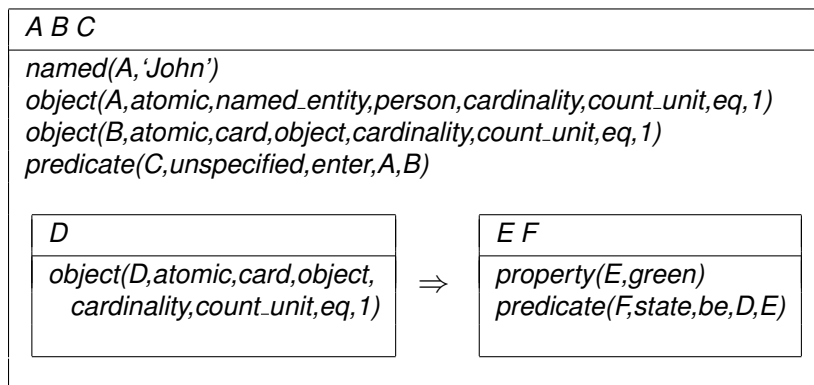 A B C
named(A,‘John’)
object(A,atomic,named_entity,person,cardinality,count_unit,eq,1)
object(B,atomic,card,object,cardinality,count_unit,eq,1)
predicate(C,unspecified,enter,A,B)
D
object(D,atomic,card,object,
cardinality,count_unit,eq,1)
⇒
E F
property(E,green)
predicate(F,state,be,D,E)